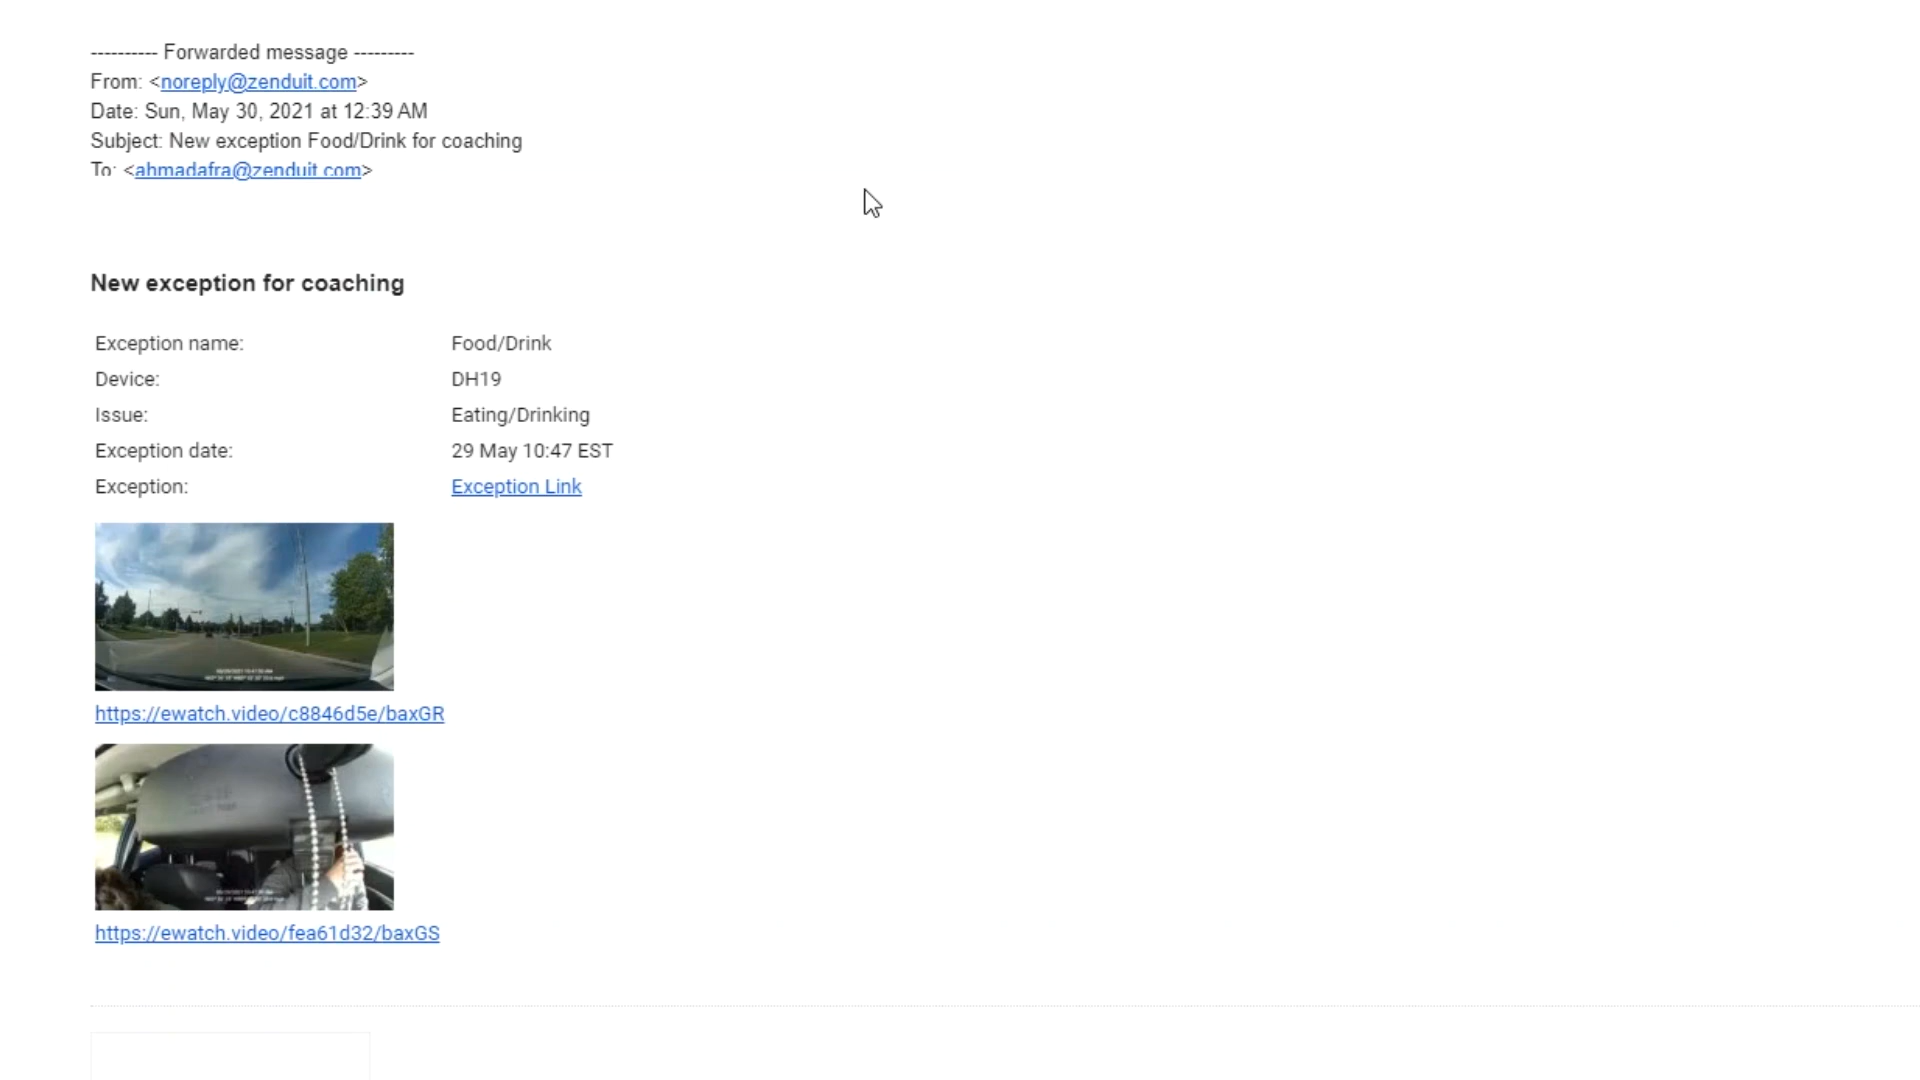 ---------- Forwarded message ---------
From: <noreply@zenduit.com>
Date: Sun, May 30, 2021 at 12:39 AM
Subject: New exception Food/Drink for coaching
To: <ahmadafra@zenduit.com>
New exception for coaching
Exception name: Food/Drink
Device: DH19
Issue: Eating/Drinking
Exception date: 29 May 10:47 EST
Exception: Exception Link
https://ewatch.video/c8846d5e/baxGR
https://ewatch.video/fea61d32/baxGS